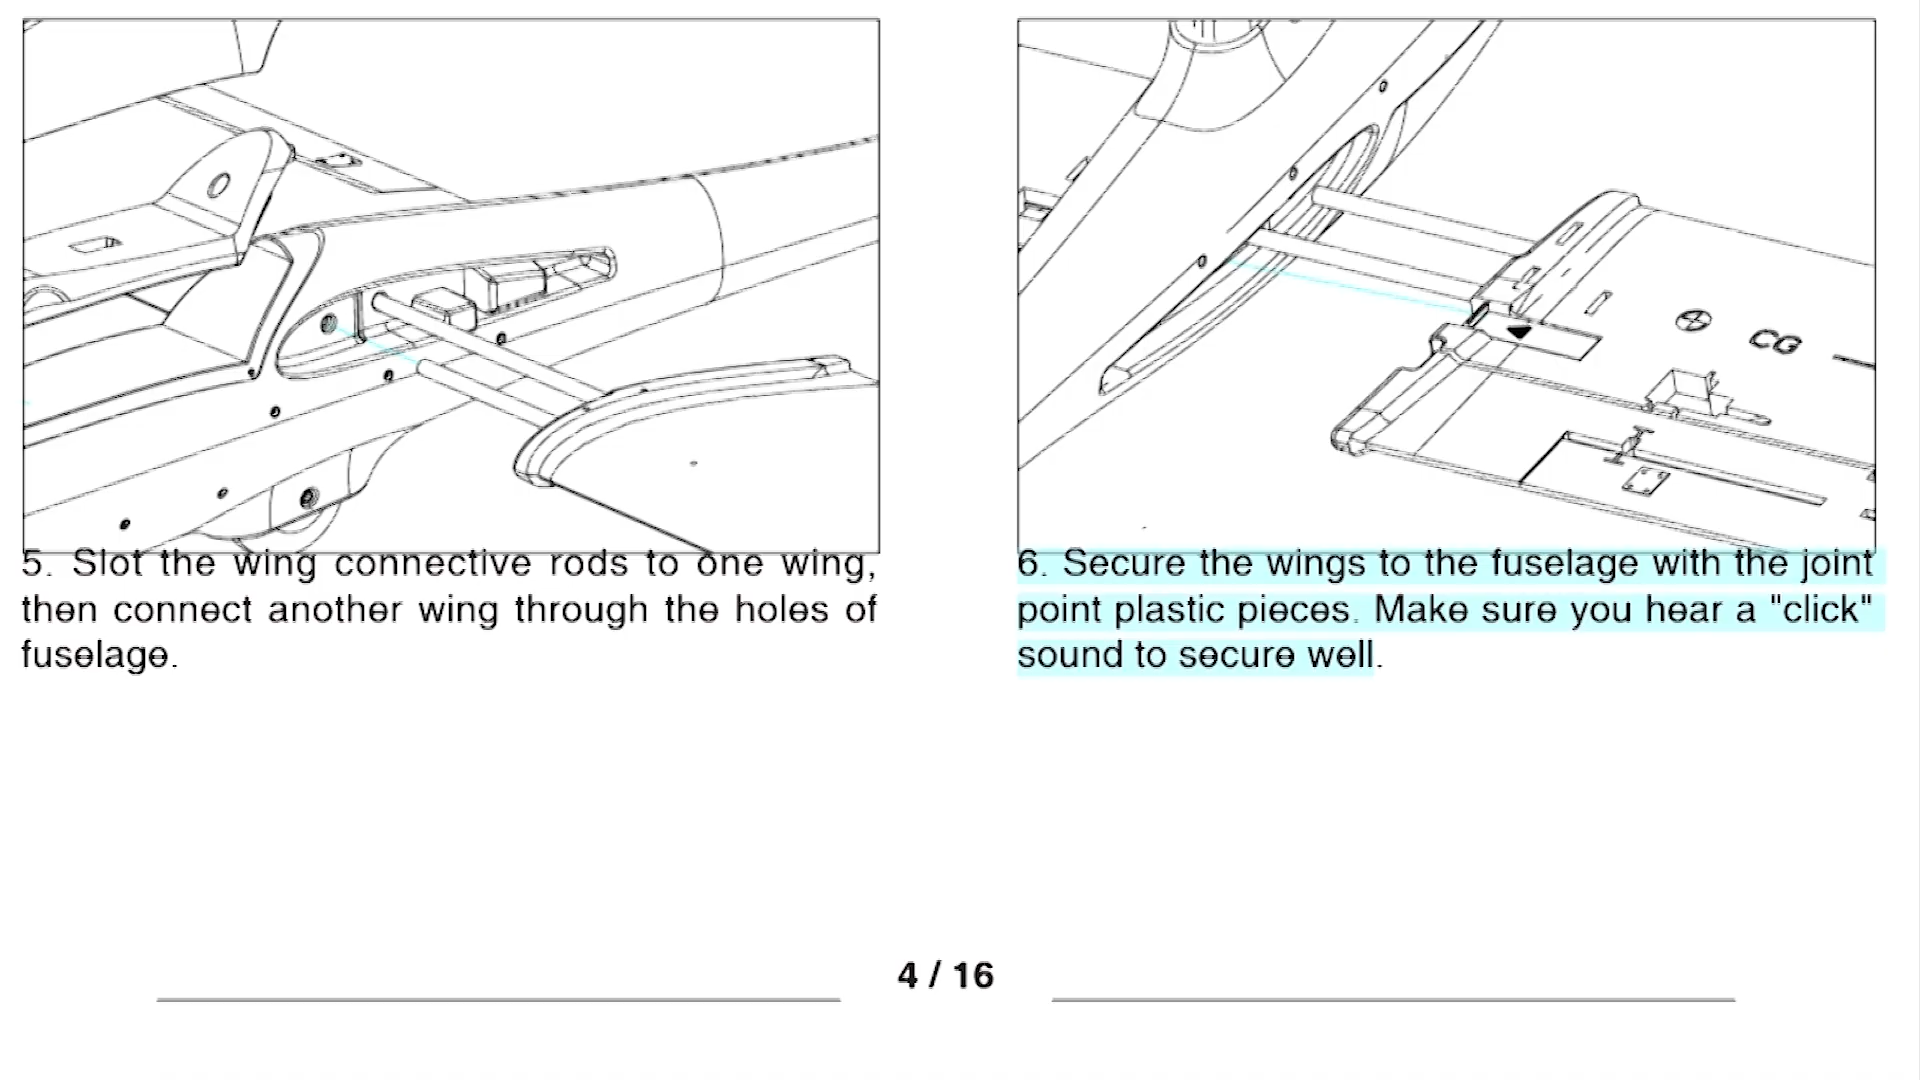 CG
5. Slot the wing connective rods to one wing,
then connect another wing through the holes of
fuselage.
6. Secure the wings to the fuselage with the joint
point plastic pieces. Make sure you hear a "click"
sound to secure well.
4 / 16